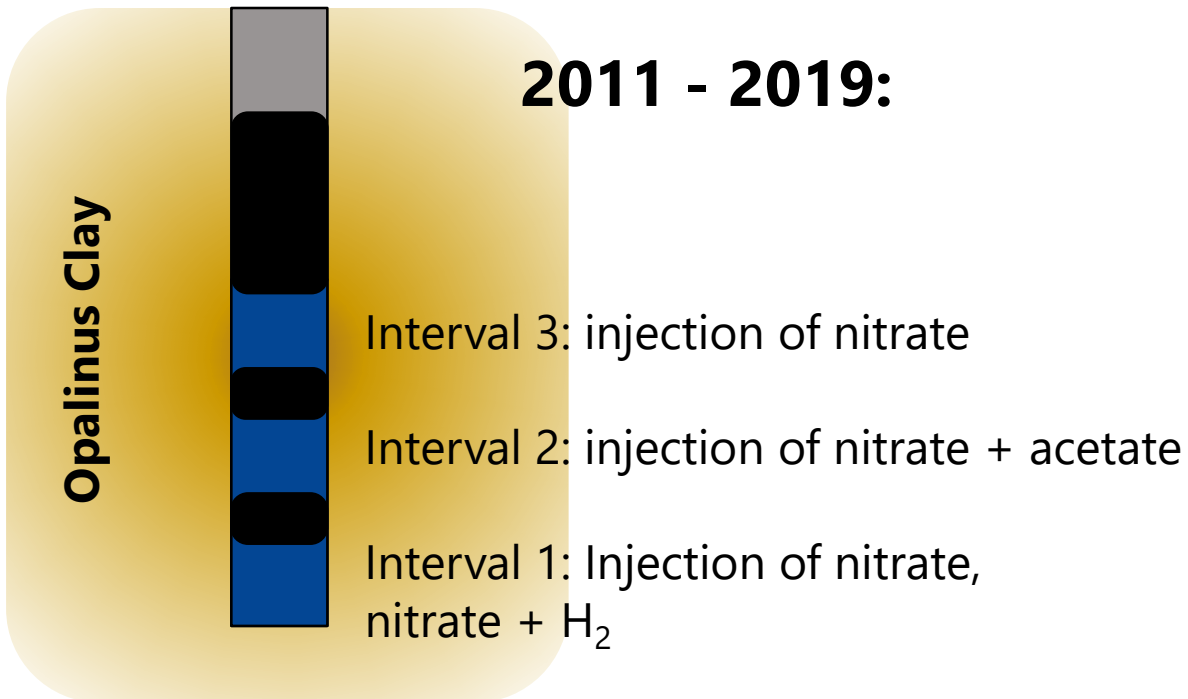 2011 - 2019:
Opalinus Clay
Interval 3: injection of nitrate
Interval 2: injection of nitrate + acetate
Interval 1: Injection of nitrate,
nitrate + H₂